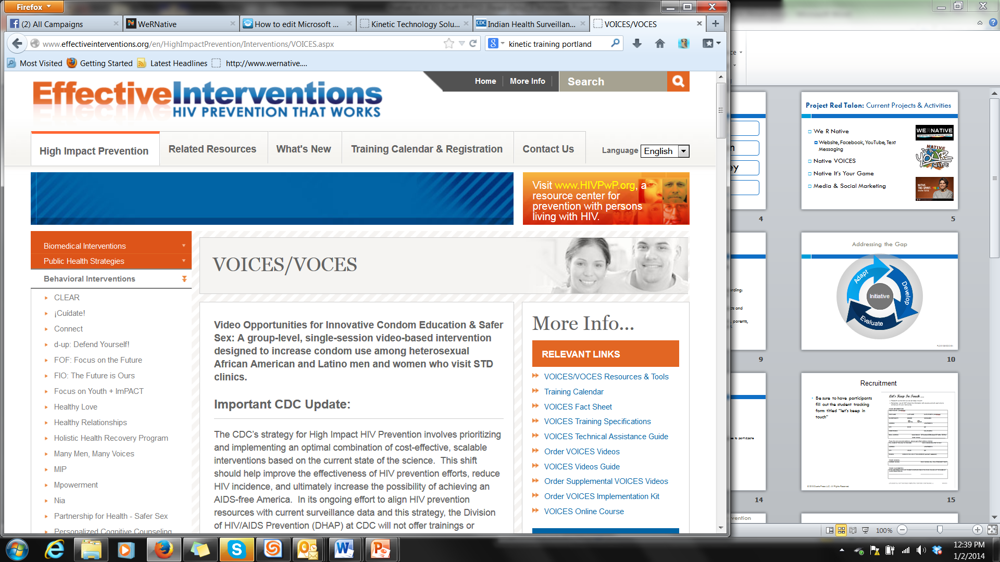 Firefox
(2) All Campaigns
WeRNative
How to edit Microsoft ...
Kinetic Technology Solu...
Indian Health Surveillan...
VOICES/VOCES
www.effectiveinterventions.org/en/HighImpactPrevention/Interventions/VOICES.aspx
kinetic training portland
Most Visited
Getting Started
Latest Headlines
http://www.wernative....
EffectiveInterventions
HIV PREVENTION THAT WORKS
Home
More Info
Search
High Impact Prevention
Related Resources
What's New
Training Calendar & Registration
Contact Us
Language
English
Visit www.HIVPwP.org, a
resource center for
prevention with persons
living with HIV.
Biomedical Interventions
Public Health Strategies
Behavioral Interventions
CLEAR
¡Cuídate!
Connect
d-up: Defend Yourself!
FOF: Focus on the Future
FIO: The Future is Ours
Focus on Youth + ImPACT
Healthy Love
Healthy Relationships
Holistic Health Recovery Program
Many Men, Many Voices
MIP
Mpowerment
Nia
Partnership for Health - Safer Sex
Personalized Cognitive Counseling
VOICES/VOCES
Video Opportunities for Innovative Condom Education & Safer
Sex: A group-level, single-session video-based intervention
designed to increase condom use among heterosexual
African American and Latino men and women who visit STD
clinics.
Important CDC Update:
The CDC's strategy for High Impact HIV Prevention involves prioritizing
and implementing an optimal combination of cost-effective, scalable
interventions based on the current state of the science.  This shift
should help improve the effectiveness of HIV prevention efforts, reduce
HIV incidence, and ultimately increase the possibility of achieving an
AIDS-free America.  In its ongoing effort to align HIV prevention
resources with current surveillance data and this strategy, the Division
of HIV/AIDS Prevention (DHAP) at CDC will not offer trainings or
More Info...
RELEVANT LINKS
VOICES/VOCES Resources & Tools
Training Calendar
VOICES Fact Sheet
VOICES Training Specifications
VOICES Technical Assistance Guide
Order VOICES Videos
VOICES Videos Guide
Order Supplemental VOICES Videos
Order VOICES Implementation Kit
VOICES Online Course
Project Red Talon: Current Projects & Activities
We R Native
Website, Facebook, YouTube, Text
Messaging
Native VOICES
Native It's Your Game
Media & Social Marketing
WE R NATIVE
NATIVE
YOUR
GAME
4
5
Addressing the Gap
Adapt
Develop
Evaluate
Initiative
parents,
9
10
Recruitment
Be sure to have participants
fill out the student tracking
form titled "let's keep in
touch"
Let's Keep In Touch ...
to participate
14
15
100%
12:39 PM
1/2/2014